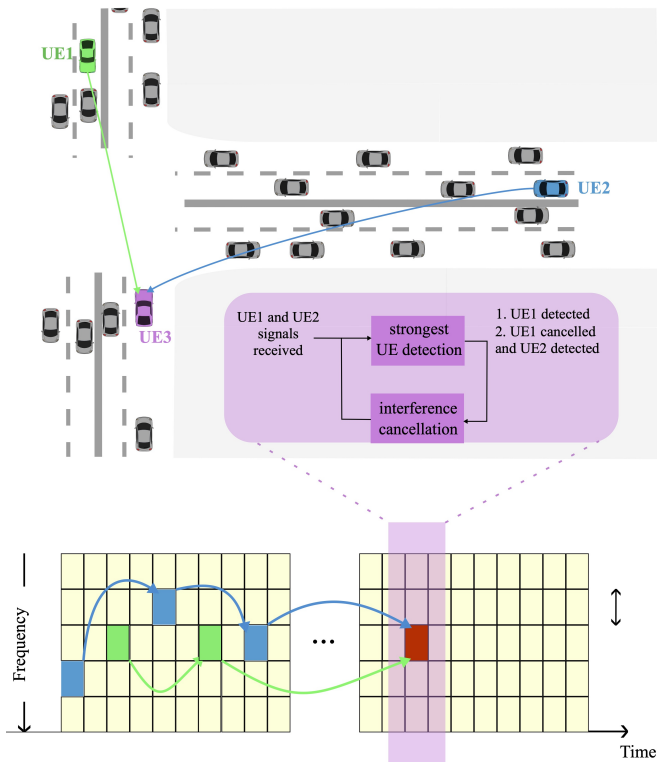 UE1
UE2
UE3
UE1 and UE2
signals
received
strongest
UE detection
1. UE1 detected
2. UE1 cancelled
and UE2 detected
interference
cancellation
Frequency
...
Time